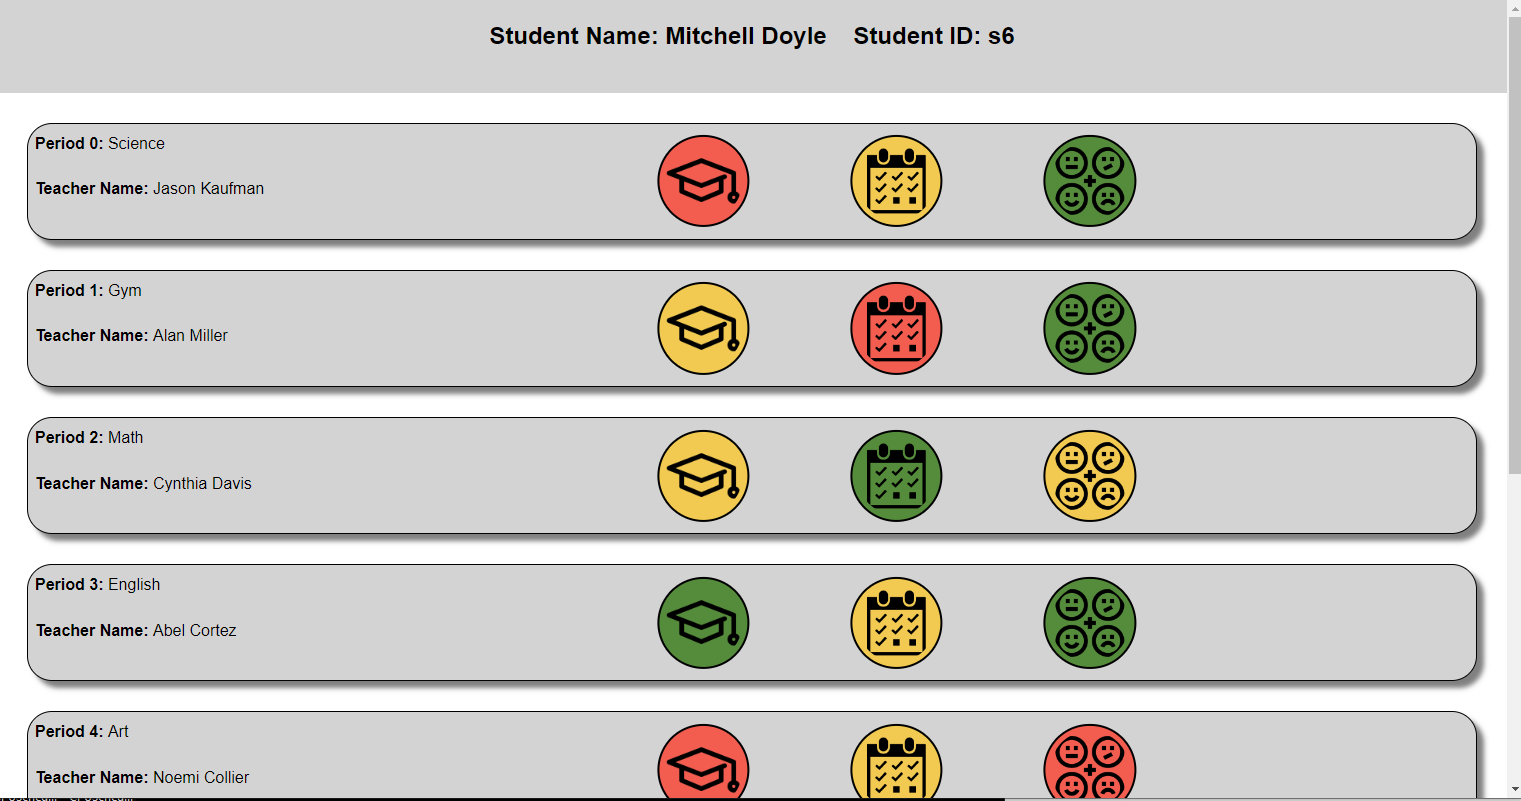 Student Name: Mitchell Doyle    Student ID: s6
Period 0: Science
Teacher Name: Jason Kaufman
Period 1: Gym
Teacher Name: Alan Miller
Period 2: Math
Teacher Name: Cynthia Davis
Period 3: English
Teacher Name: Abel Cortez
Period 4: Art
Teacher Name: Noemi Collier